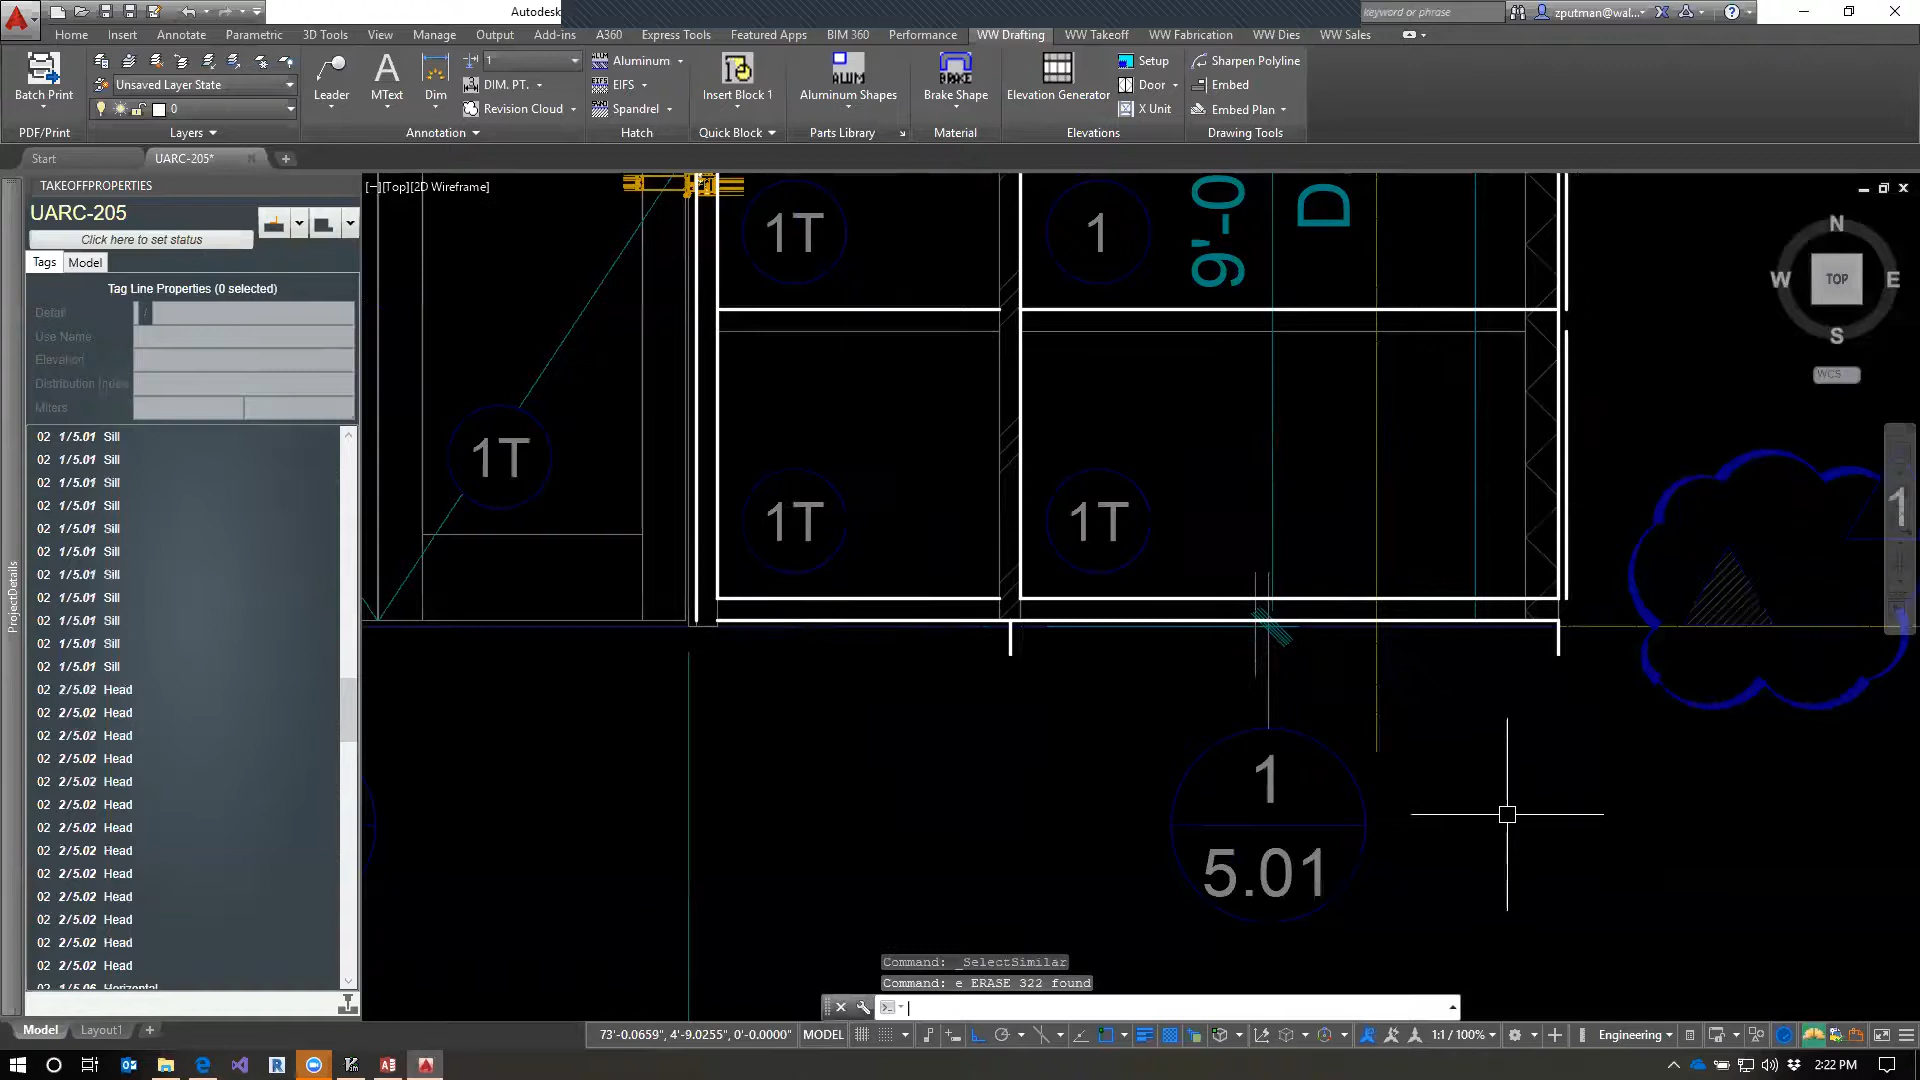 Autodesk
keyword or phrase
zputman@wal...
Home Insert Annotate Parametric 3D Tools View Manage Output Add-ins A360 Express Tools Featured Apps BIM 360 Performance WW Drafting WW Takeoff WW Fabrication WW Dies WW Sales
Batch Print
PDF/Print
Unsaved Layer State
0
Layers
Leader
MText
Dim
1
DIM. PT.
Revision Cloud
Annotation
Aluminum
EIFS
Spandrel
Hatch
Insert Block 1
Quick Block
ALUM
Aluminum Shapes
Parts Library
BRAKE
Brake Shape
Material
Elevation Generator
Setup
Door
X Unit
Elevations
Sharpen Polyline
Embed
Embed Plan
Drawing Tools
Start
UARC-205*
TAKEOFFPROPERTIES
UARC-205
Click here to set status
Tags Model
Tag Line Properties (0 selected)
Detail /
Use Name
Elevation
Distribution (nodes
Miters
02 1/5.01 Sill
02 1/5.01 Sill
02 1/5.01 Sill
02 1/5.01 Sill
02 1/5.01 Sill
02 1/5.01 Sill
02 1/5.01 Sill
02 1/5.01 Sill
02 1/5.01 Sill
02 1/5.01 Sill
02 1/5.01 Sill
02 2/5.02 Head
02 2/5.02 Head
02 2/5.02 Head
02 2/5.02 Head
02 2/5.02 Head
02 2/5.02 Head
02 2/5.02 Head
02 2/5.02 Head
02 2/5.02 Head
02 2/5.02 Head
02 2/5.02 Head
02 2/5.02 Head
02 2/5.02 Head
02 1/5.06 Horizontal
ProjectDetails
[−][Top][2D Wireframe]
1T
1
9'-0
D
1T
1T
1T
1
5.01
1
N
W
TOP
E
S
WCS
Command: _SelectSimilar
Command: e ERASE 322 found
Model Layout1
73'-0.0659", 4'-9.0255", 0'-0.0000"
MODEL
1:1 / 100%
Engineering
2:22 PM